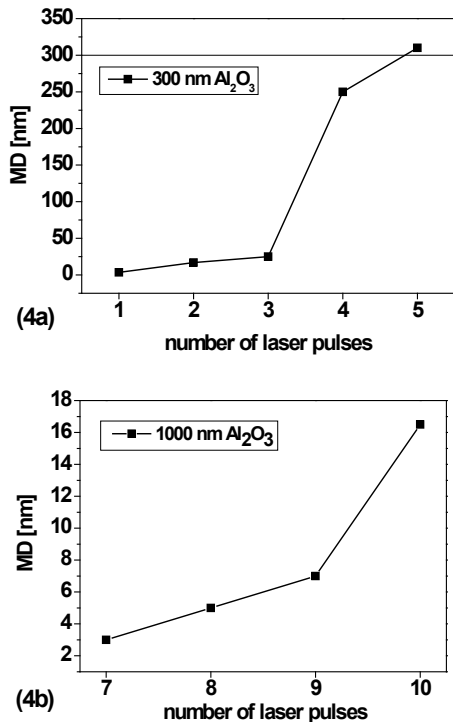 350
300
250
200
150
100
50
0
MD [nm]
300 nm Al₂O₃
1 2 3 4 5
(4a)
number of laser pulses
18
16
14
12
10
8
6
4
2
MD [nm]
1000 nm Al₂O₃
7 8 9 10
(4b)
number of laser pulses